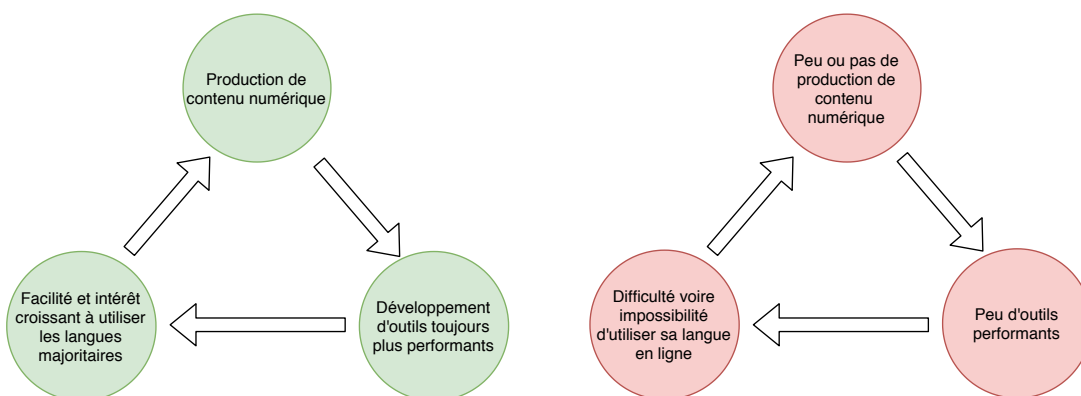 Production de
contenu numérique
Facilité et intérêt
croissant à utiliser
les langues
majoritaires
Développement
d'outils toujours
plus performants
Peu ou pas de
production de
contenu
numérique
Difficulté voire
impossibilité
d'utiliser sa langue
en ligne
Peu d'outils
performants